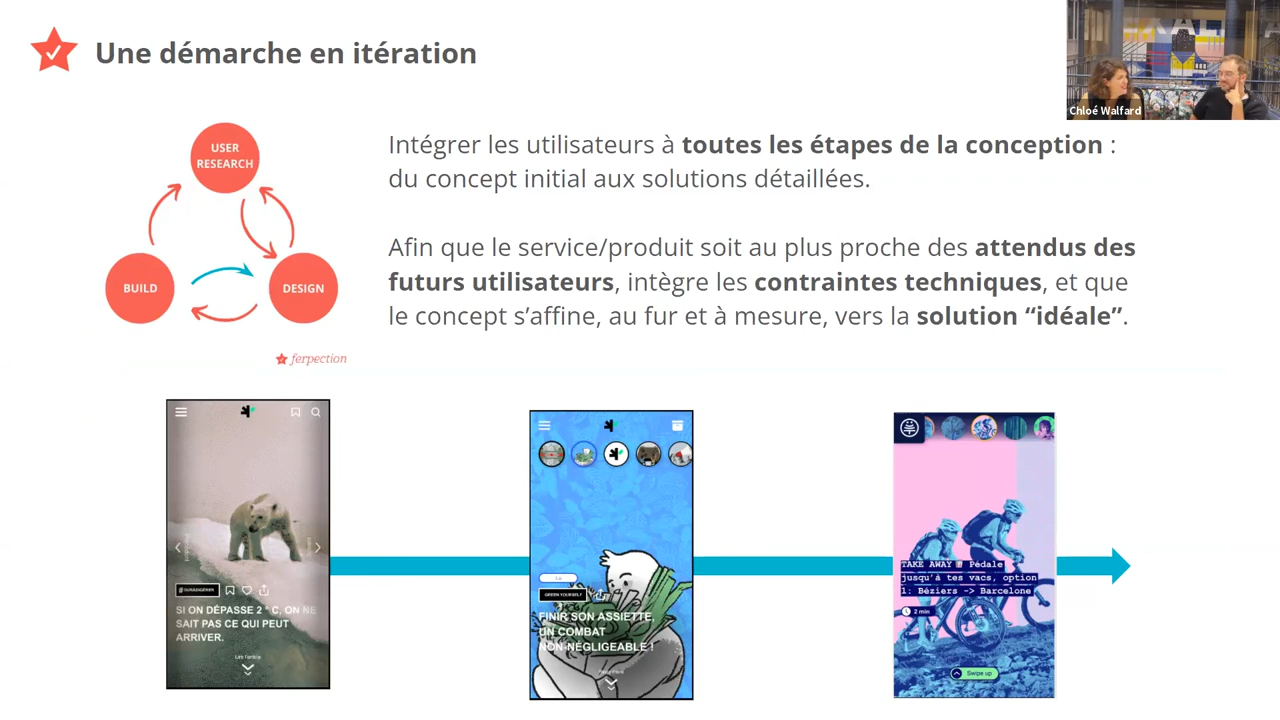 Une démarche en itération
Chloé Walfard
USER
RESEARCH
BUILD
DESIGN
ferpection
Intégrer les utilisateurs à toutes les étapes de la conception :
du concept initial aux solutions détaillées.
Afin que le service/produit soit au plus proche des attendus des
futurs utilisateurs, intègre les contraintes techniques, et que
le concept s’affine, au fur et à mesure, vers la solution “idéale”.
SI ON DÉPASSE 2 ° C, ON NE
SAIT PAS CE QUI PEUT
ARRIVER.
Lire l'article
GREEN YOURSELF
FINIR SON ASSIETTE,
UN COMBAT
NON-NÉGLIGEABLE !
TAKE AWAY Pédale
jusqu’à tes vacs, option
1: Béziers -> Barcelone
2 min
Swipe up